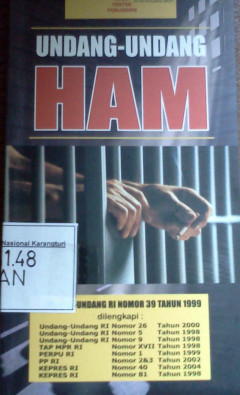 UNDANG-UNDANG
HAM
Nasional Karangturi
1.48
AN
UNDANG RI NOMOR 39 TAHUN 1999
dilengkapi :
Undang-Undang RI Nomor 26 Tahun 2000
Undang-Undang RI Nomor 5 Tahun 1998
Undang-Undang RI Nomor 9 Tahun 1998
TAP MPR RI Nomor XVII Tahun 1998
PERPU RI Nomor 1 Tahun 1999
PP RI Nomor 2&3 Tahun 2002
KEPRES RI Nomor 40 Tahun 2004
KEPRES RI Nomor 81 Tahun 1998